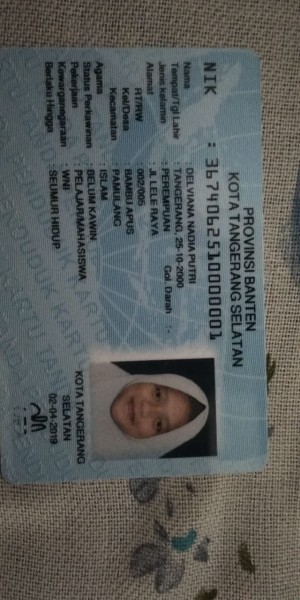 PROVINSI BANTEN
KOTA TANGERANG SELATAN
NIK : 3674062510000001
Nama : DELVIANA NADIA PUTRI
Tempat/Tgl Lahir : TANGERANG, 25-10-2000
Jenis kelamin : PEREMPUAN Gol. Darah : -
Alamat : JL LELE RAYA
RT/RW : 002/005
Kel/Desa : BAMBU APUS
Kecamatan : PAMULANG
Agama : ISLAM
Status Perkawinan : BELUM KAWIN
Pekerjaan : PELAJAR/MAHASISWA
Kewarganegaraan : WNI
Berlaku Hingga : SEUMUR HIDUP
KOTA TANGERANG
SELATAN
02-04-2019